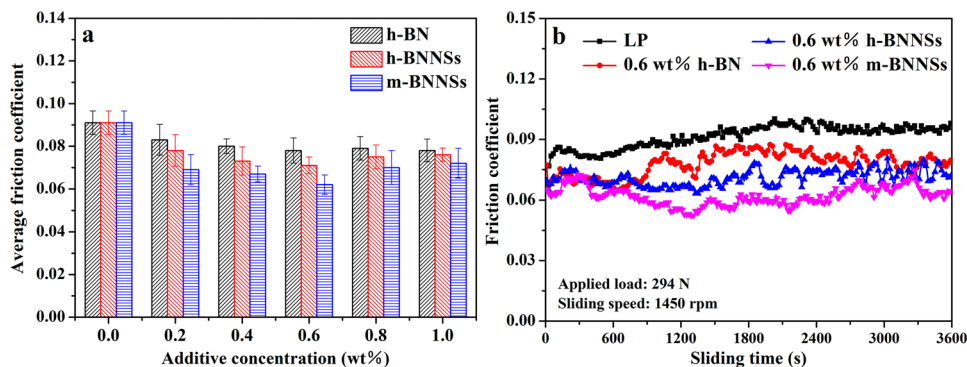 a
h-BN
h-BNNSs
m-BNNSs
0.14
0.12
0.10
0.08
0.06
0.04
0.02
0.00
Average friction coefficient
0.0 0.2 0.4 0.6 0.8 1.0
Additive concentration (wt%)
b
LP
0.6 wt% h-BN
0.6 wt% h-BNNSs
0.6 wt% m-BNNSs
0.15
0.12
0.09
0.06
0.03
0.00
Friction coefficient
Applied load: 294 N
Sliding speed: 1450 rpm
0 600 1200 1800 2400 3000 3600
Sliding time (s)